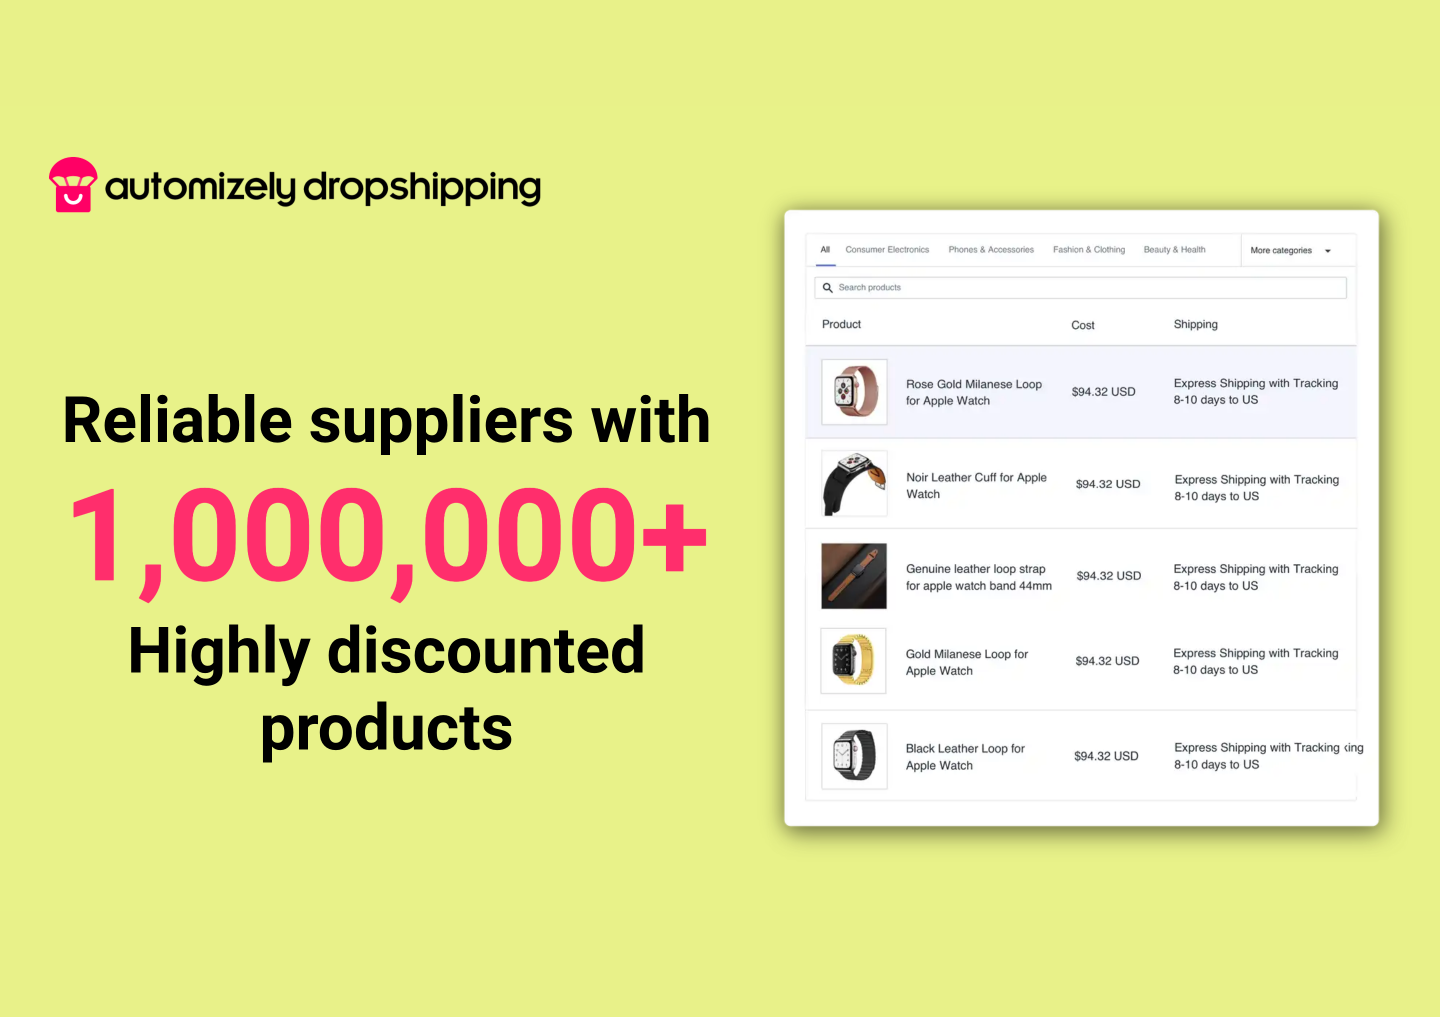 automizely dropshipping
Reliable suppliers with
1,000,000+
Highly discounted
products
All Consumer Electronics Phones & Accessories Fashion & Clothing Beauty & Health More categories
Search products
Product Cost Shipping
Rose Gold Milanese Loop
for Apple Watch
$94.32 USD
Express Shipping with Tracking
8-10 days to US
Noir Leather Cuff for Apple
Watch
$94.32 USD
Express Shipping with Tracking
8-10 days to US
Genuine leather loop strap
for apple watch band 44mm
$94.32 USD
Express Shipping with Tracking
8-10 days to US
Gold Milanese Loop for
Apple Watch
$94.32 USD
Express Shipping with Tracking
8-10 days to US
Black Leather Loop for
Apple Watch
$94.32 USD
Express Shipping with Tracking king
8-10 days to US